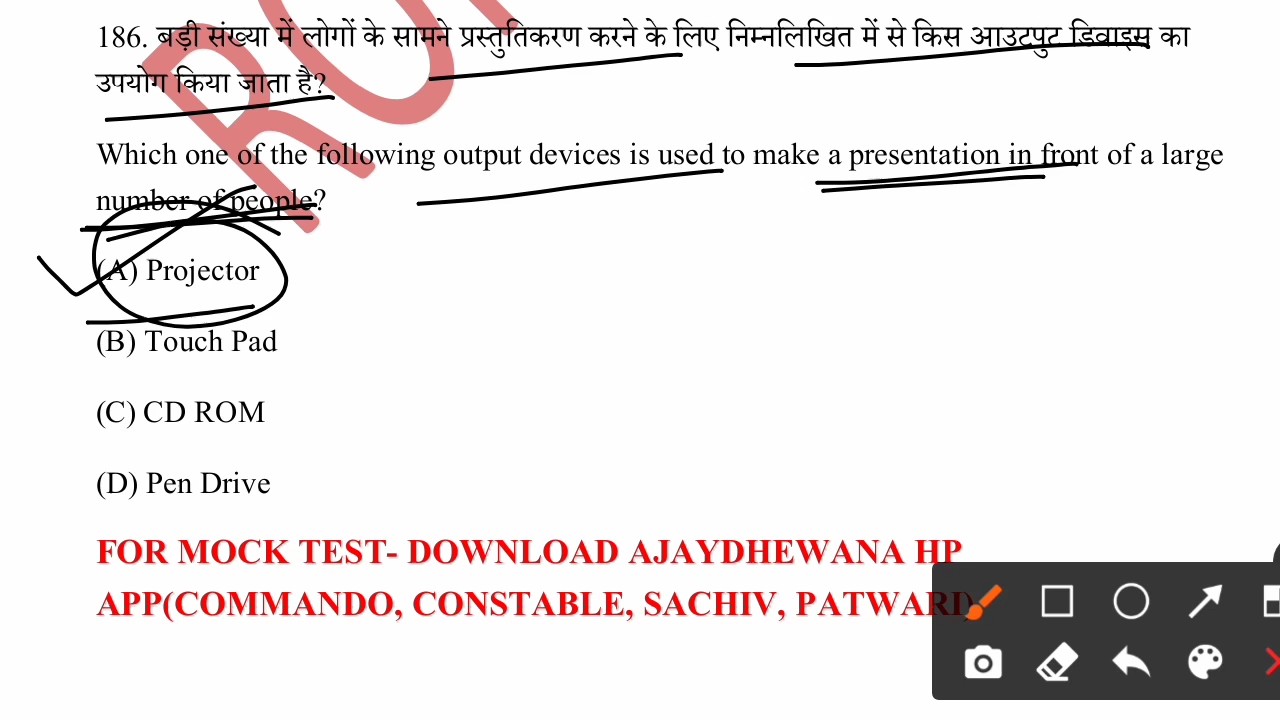 186. बड़ी संख्या में लोगों के सामने प्रस्तुतिकरण करने के लिए निम्नलिखित में से किस आउटपुट डिवाइस का
उपयोग किया जाता है?
Which one of the following output devices is used to make a presentation in front of a large
number of people?
(A) Projector
(B) Touch Pad
(C) CD ROM
(D) Pen Drive
FOR MOCK TEST- DOWNLOAD AJAYDHEWANA HP
APP(COMMANDO, CONSTABLE, SACHIV, PATWARI)